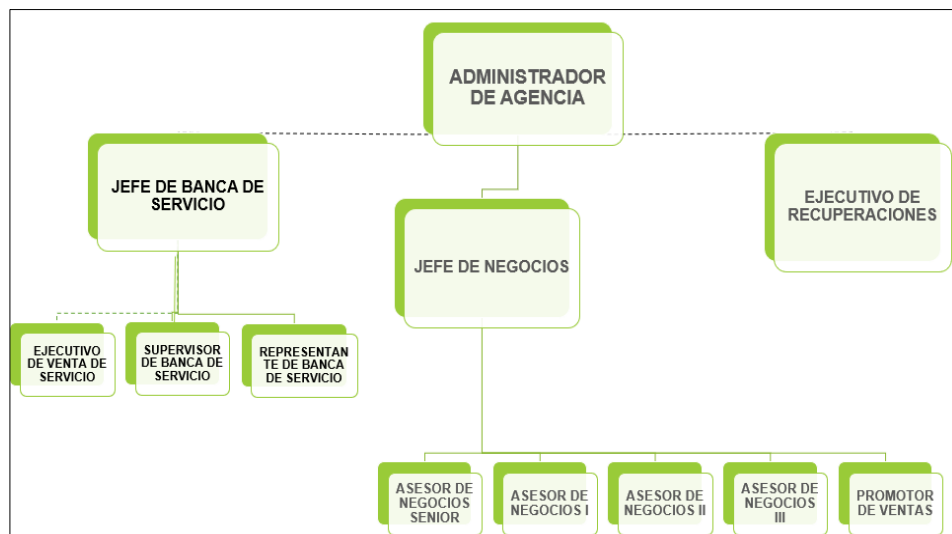 ADMINISTRADOR
DE AGENCIA
JEFE DE BANCA DE
SERVICIO
JEFE DE NEGOCIOS
EJECUTIVO DE
RECUPERACIONES
EJECUTIVO
DE VENTA DE
SERVICIO
SUPERVISOR
DE BANCA DE
SERVICIO
REPRESENTAN
TE DE BANCA
DE SERVICIO
ASESOR DE
NEGOCIOS
SENIOR
ASESOR DE
NEGOCIOS I
ASESOR DE
NEGOCIOS II
ASESOR DE
NEGOCIOS
III
PROMOTOR
DE VENTAS